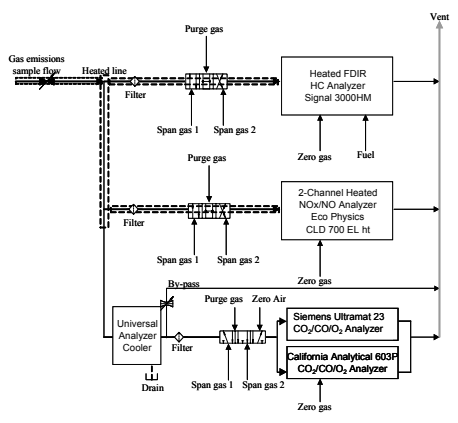 Vent
Purge gas
Gas emissions
sample flow
Heated line
Heated FDIR
HC Analyzer
Signal 3000HM
Filter
Span gas 1
Span gas 2
Zero gas
Fuel
Purge gas
2-Channel Heated
NOx/NO Analyzer
Eco Physics
CLD 700 EL ht
Filter
Span gas 1
Span gas 2
Zero gas
By-pass
Purge gas
Zero Air
Universal
Analyzer
Cooler
Filter
Siemens Ultramat 23
CO2/CO/O2 Analyzer
California Analytical 603P
CO2/CO/O2 Analyzer
Span gas 1
Span gas 2
Drain
Zero gas